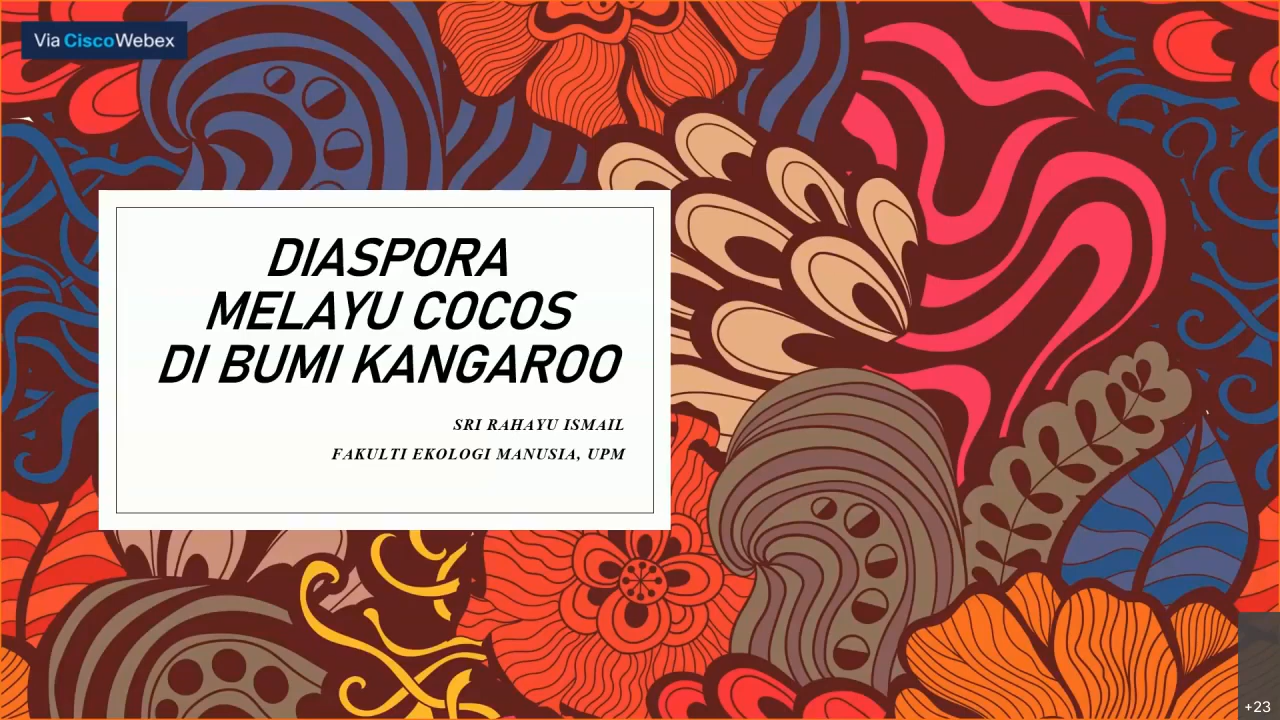 Via CiscoWebex
DIASPORA
MELAYU COCOS
DI BUMI KANGAROO
SRI RAHAYU ISMAIL
FAKULTI EKOLOGI MANUSIA, UPM
+23